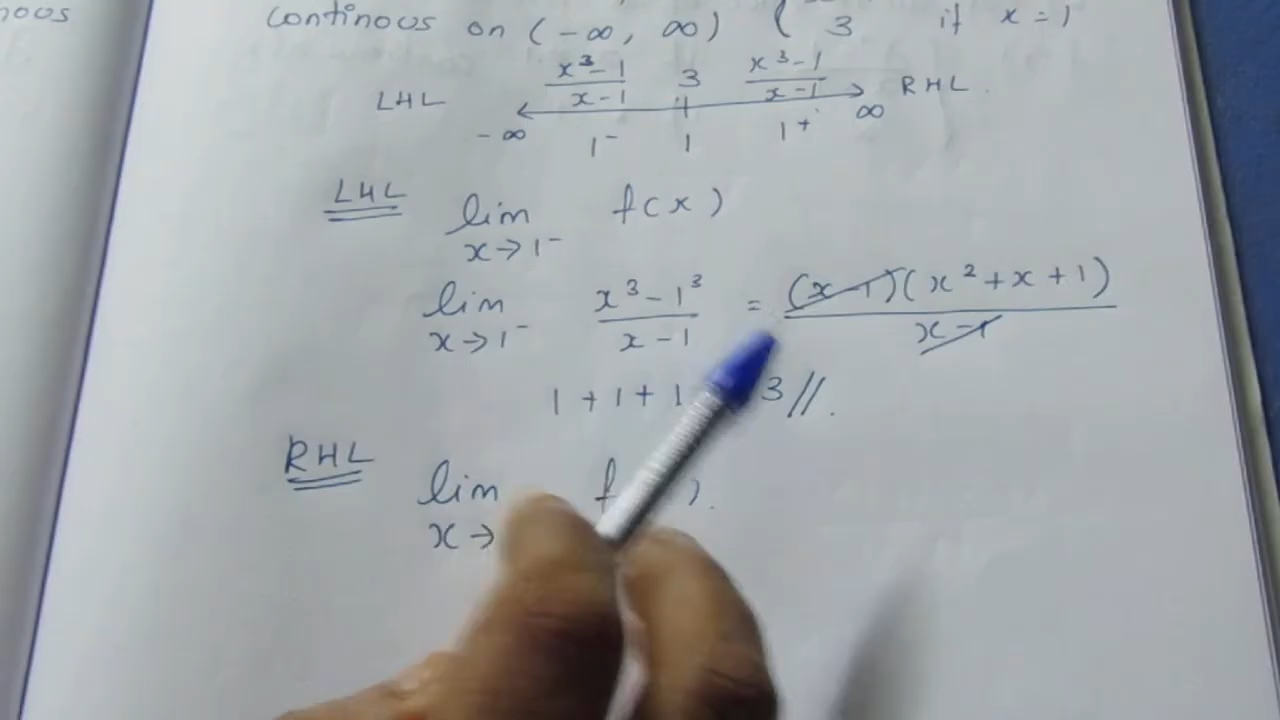 nous
continous on (-∞, ∞) { 3 if x = 1
x³-1 3 x³-1
LHL x-1 x-1 RHL.
-∞ 1⁻ 1 1⁺ ∞
LHL lim f(x)
x→1⁻
lim x³-1³ = (x-1)(x²+x+1)
x→1⁻ x-1 x-1
1+1+1 3//.
RHL lim f ).
x→